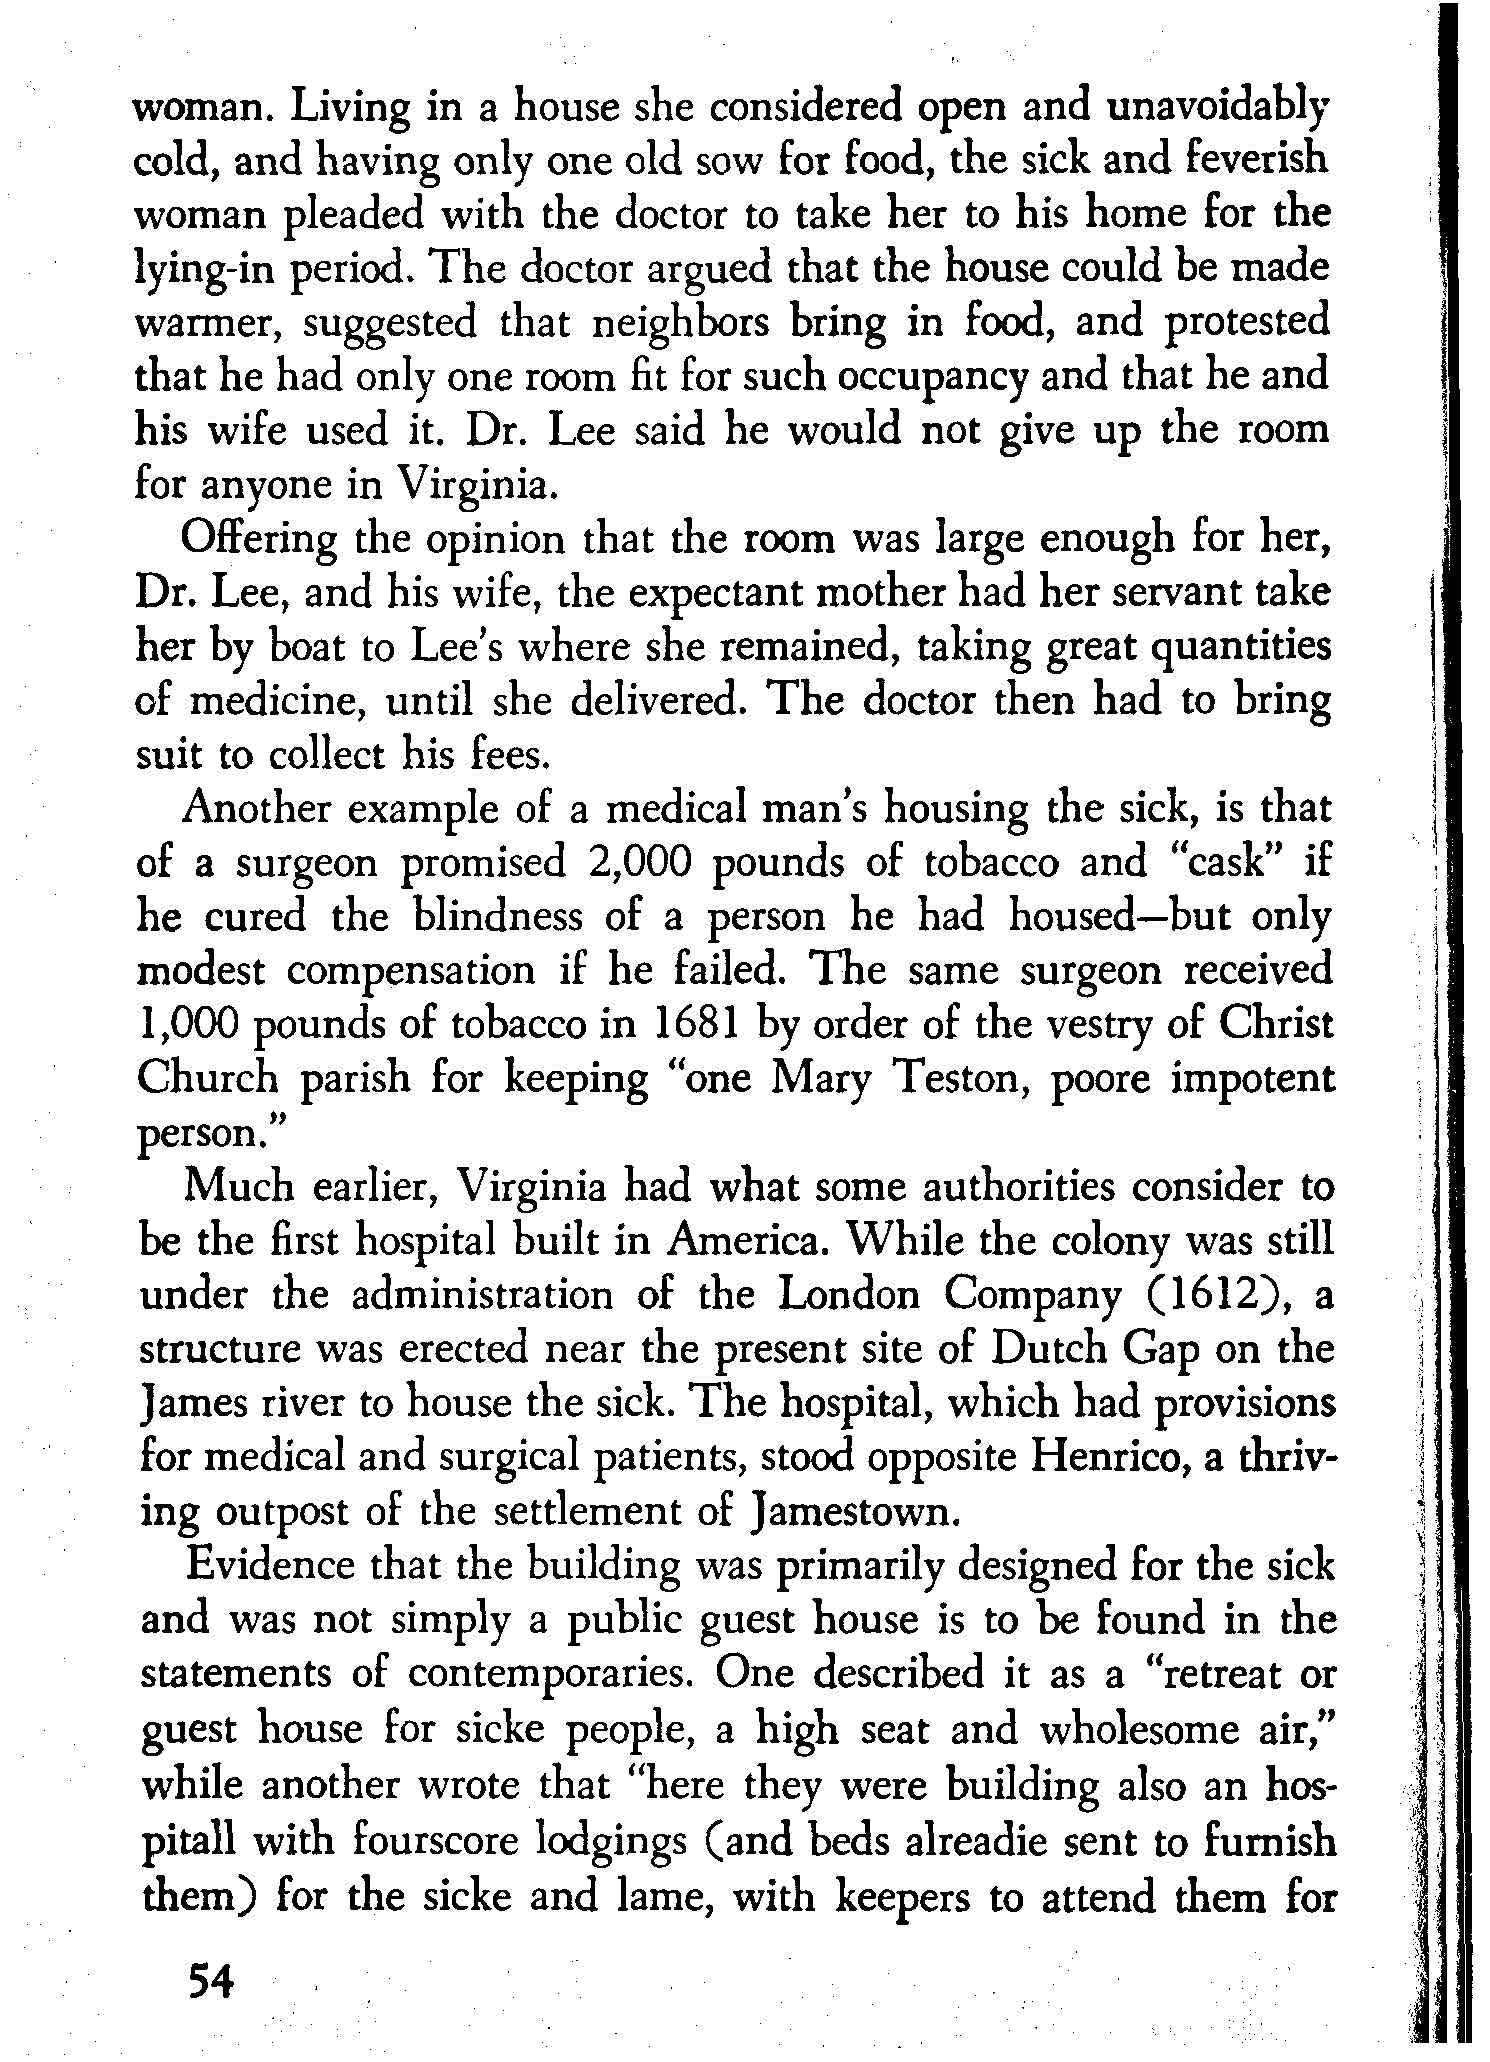 woman. Living in a house she considered open and unavoidably
cold, and having only one old sow for food, the sick and feverish
woman pleaded with the doctor to take her to his home for the
lying-in period. The doctor argued that the house could be made
warmer, suggested that neighbors bring in food, and protested
that he had only one room fit for such occupancy and that he and
his wife used it. Dr. Lee said he would not give up the room
for anyone in Virginia.
Offering the opinion that the room was large enough for her,
Dr. Lee, and his wife, the expectant mother had her servant take
her by boat to Lee's where she remained, taking great quantities
of medicine, until she delivered. The doctor then had to bring
suit to collect his fees.
Another example of a medical man's housing the sick, is that
of a surgeon promised 2,000 pounds of tobacco and "cask" if
he cured the blindness of a person he had housed—but only
modest compensation if he failed. The same surgeon received
1,000 pounds of tobacco in 1681 by order of the vestry of Christ
Church parish for keeping "one Mary Teston, poore impotent
person."
Much earlier, Virginia had what some authorities consider to
be the first hospital built in America. While the colony was still
under the administration of the London Company (1612), a
structure was erected near the present site of Dutch Gap on the
James river to house the sick. The hospital, which had provisions
for medical and surgical patients, stood opposite Henrico, a thriv-
ing outpost of the settlement of Jamestown.
Evidence that the building was primarily designed for the sick
and was not simply a public guest house is to be found in the
statements of contemporaries. One described it as a "retreat or
guest house for sicke people, a high seat and wholesome air,"
while another wrote that "here they were building also an hos-
pitall with fourscore lodgings (and beds alreadie sent to furnish
them) for the sicke and lame, with keepers to attend them for
54